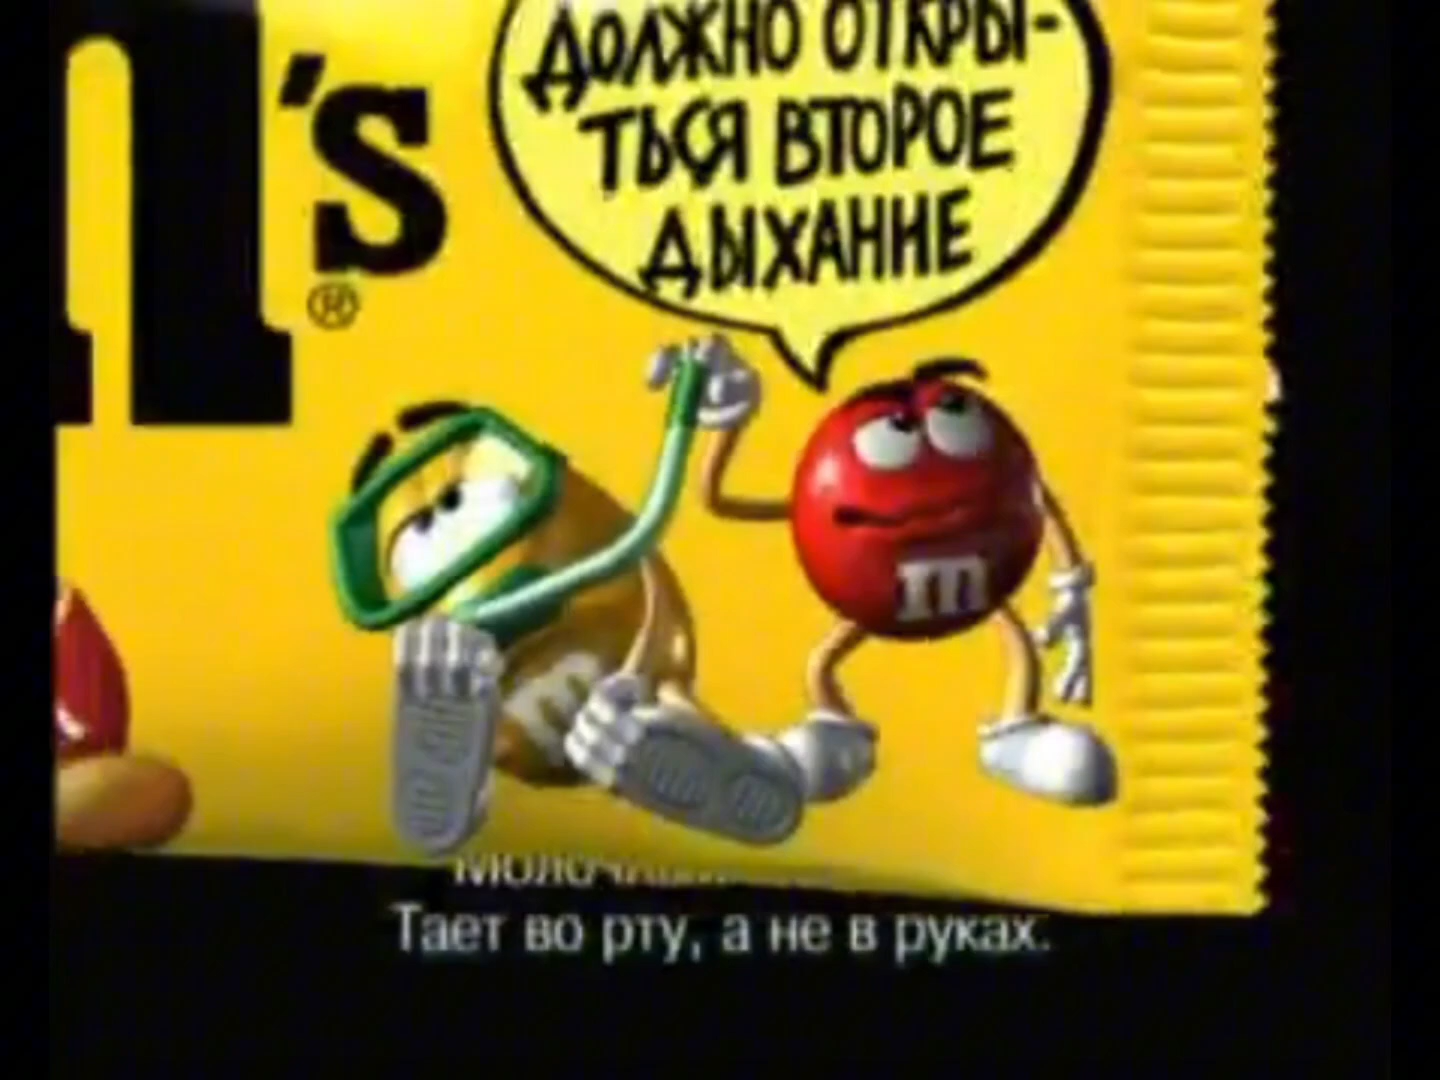 's
®
ДОЛЖНО ОТКРЫ-
ТЬСЯ ВТОРОЕ
ДЫХАНИЕ
m
m
Тает во рту, а не в руках.